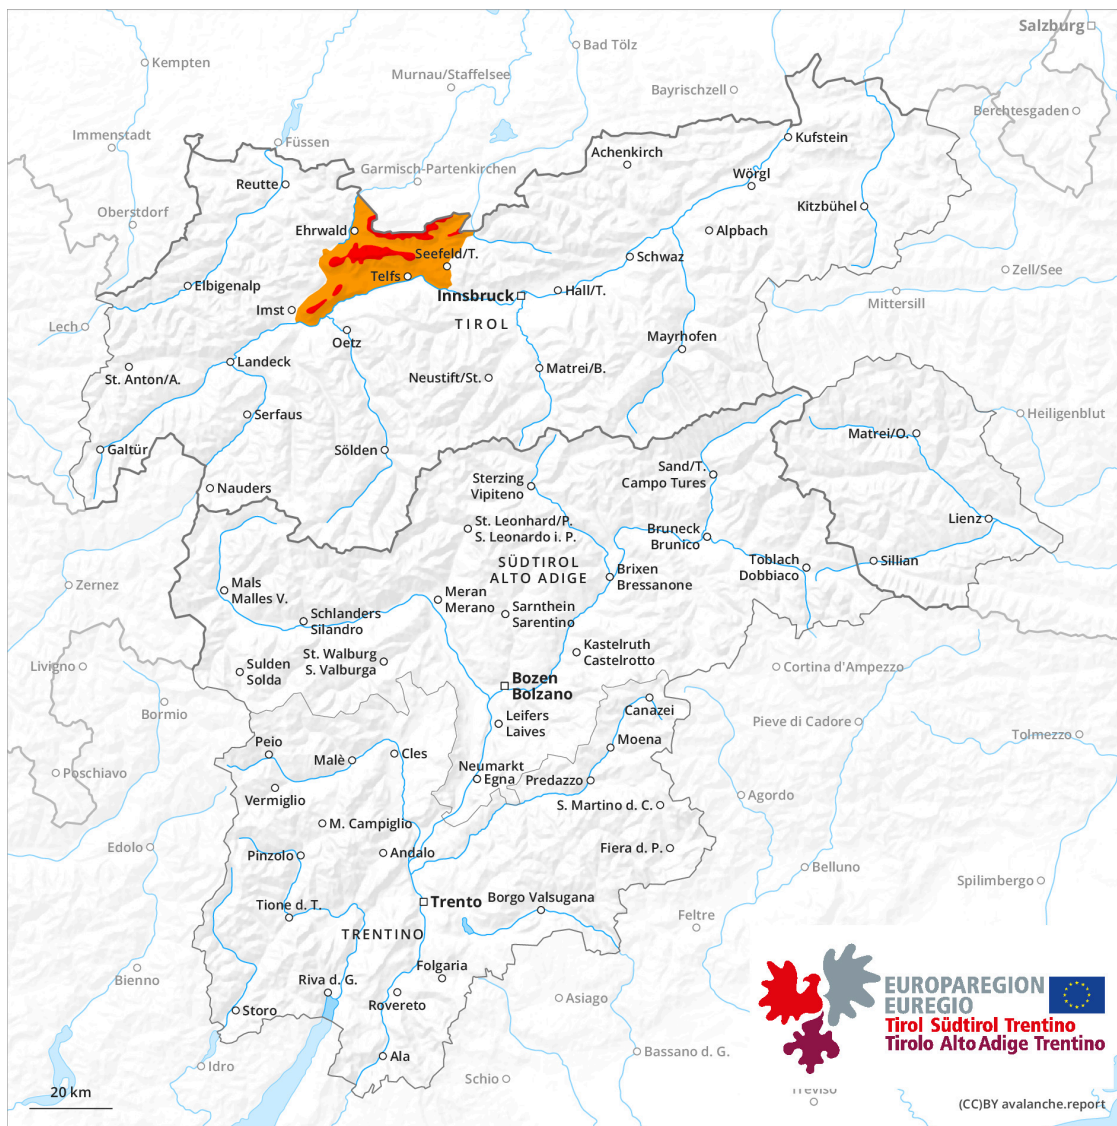 Salzburg
Bad Tölz
Kempten
Murnau/Staffelsee
Bayrischzell
Berchtesgaden
Immenstadt
Füssen
Kufstein
Achenkirch
Garmisch-Partenkirchen
Wörgl
Reutte
Oberstdorf
Kitzbühel
Ehrwald
Alpbach
Seefeld/T.
Schwaz
Zell/See
Telfs
Elbigenalp
Hall/T.
Innsbruck
Mittersill
Imst
TIROL
Lech
Oetz
Mayrhofen
Landeck
Matrei/B.
St. Anton/A.
Neustift/St.
Serfaus
Heiligenblut
Matrei/O.
Galtür
Sölden
Sand/T.
Campo Tures
Sterzing
Vipiteno
Nauders
St. Leonhard/P.
S. Leonardo i. P.
Lienz
Bruneck
Brunico
SÜDTIROL
ALTO ADIGE
Toblach
Dobbiaco
Sillian
Brixen
Bressanone
Zernez
Mals
Malles V.
Meran
Merano
Sarnthein
Sarentino
Schlanders
Silandro
Kastelruth
Castelrotto
St. Walburg
S. Valburga
Livigno
Sulden
Solda
Cortina d'Ampezzo
Bozen
Bolzano
Canazei
Bormio
Leifers
Laives
Pieve di Cadore
Tolmezzo
Moena
Peio
Cles
Malè
Neumarkt
Egna
Predazzo
Poschiavo
Vermiglio
S. Martino d. C.
Agordo
M. Campiglio
Edolo
Pinzolo
Andalo
Fiera d. P.
Belluno
Spilimbergo
Trento
Borgo Valsugana
Tione d. T.
Feltre
TRENTINO
Folgaria
Bienno
Riva d. G.
Rovereto
Asiago
Storo
EUROPAREGION
EUREGIO
Tirol Südtirol Trentino
Tirolo Alto Adige Trentino
Ala
Idro
Bassano d. G.
Schio
Treviso
20 km
(CC)BY avalanche.report